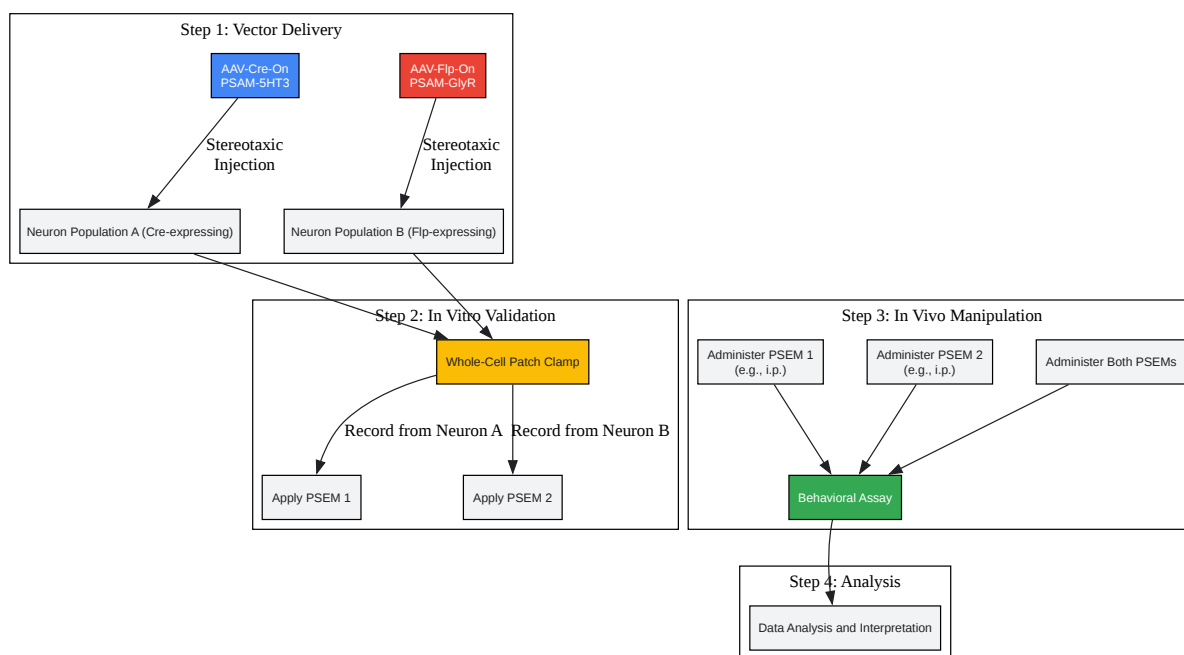 Step 1: Vector Delivery
AAV-Cre-On
PSAM-5HT3
AAV-Flp-On
PSAM-GlyR
Stereotaxic
Injection
Stereotaxic
Injection
Neuron Population A (Cre-expressing)
Neuron Population B (Flp-expressing)
Step 2: In Vitro Validation
Whole-Cell Patch Clamp
Record from Neuron A
Record from Neuron B
Apply PSEM 1
Apply PSEM 2
Step 3: In Vivo Manipulation
Administer PSEM 1
(e.g., i.p.)
Administer PSEM 2
(e.g., i.p.)
Administer Both PSEMs
Behavioral Assay
Step 4: Analysis
Data Analysis and Interpretation